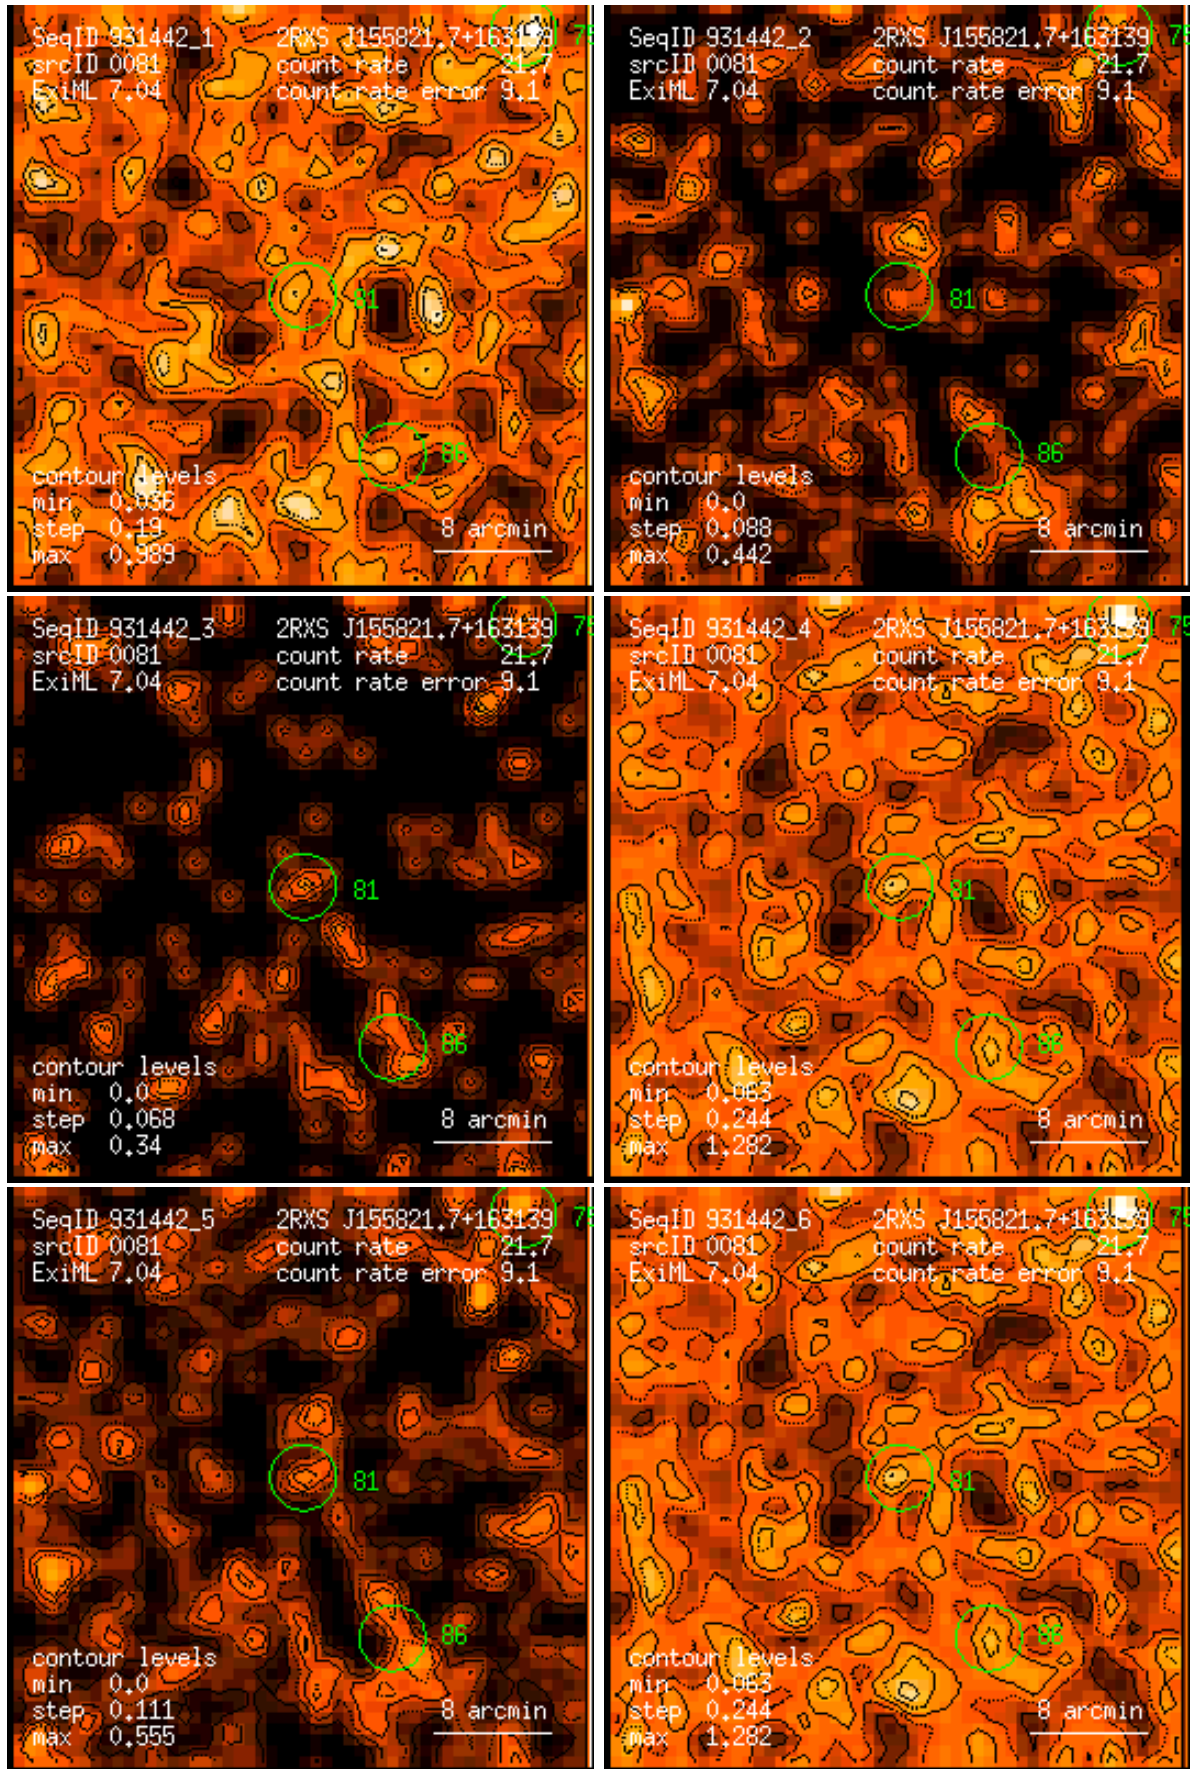 SeqID 931442_1 2RXS J155821.7+163139 75
srcID 0081 count rate 21.7
ExiML 7.04 count rate error 9.1
81
86
contour levels
min 0.036
step 0.19 8 arcmin
max 0.989
SeqID 931442_2 2RXS J155821.7+163139 75
srcID 0081 count rate 21.7
ExiML 7.04 count rate error 9.1
81
86
contour levels
min 0.0
step 0.088 8 arcmin
max 0.442
SeqID 931442_3 2RXS J155821.7+163139 75
srcID 0081 count rate 21.7
ExiML 7.04 count rate error 9.1
81
86
contour levels
min 0.0
step 0.068 8 arcmin
max 0.34
SeqID 931442_4 2RXS J155821.7+163139 75
srcID 0081 count rate 21.7
ExiML 7.04 count rate error 9.1
81
86
contour levels
min 0.063
step 0.244 8 arcmin
max 1.282
SeqID 931442_5 2RXS J155821.7+163139 75
srcID 0081 count rate 21.7
ExiML 7.04 count rate error 9.1
81
86
contour levels
min 0.0
step 0.111 8 arcmin
max 0.555
SeqID 931442_6 2RXS J155821.7+163139 75
srcID 0081 count rate 21.7
ExiML 7.04 count rate error 9.1
81
86
contour levels
min 0.063
step 0.244 8 arcmin
max 1.282